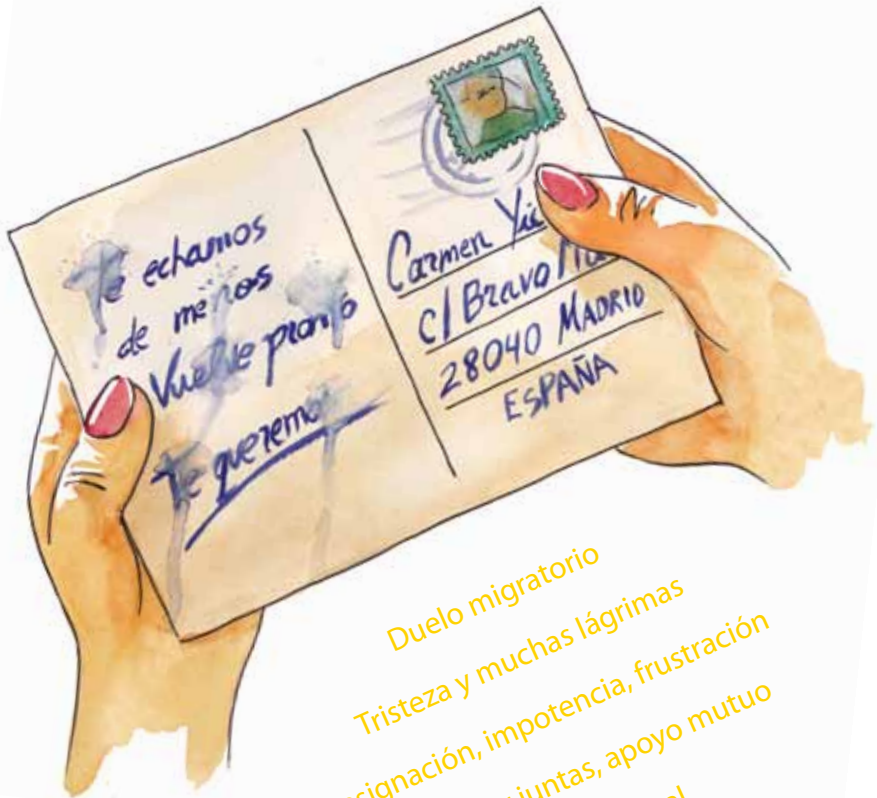 Te echamos
de menos
Vuelve pronto
Te queremos
Carmen
c/ Bravo
28040 MADRID
ESPAÑA
Duelo migratorio
Tristeza y muchas lágrimas
impotencia, frustración
juntas, apoyo mutuo